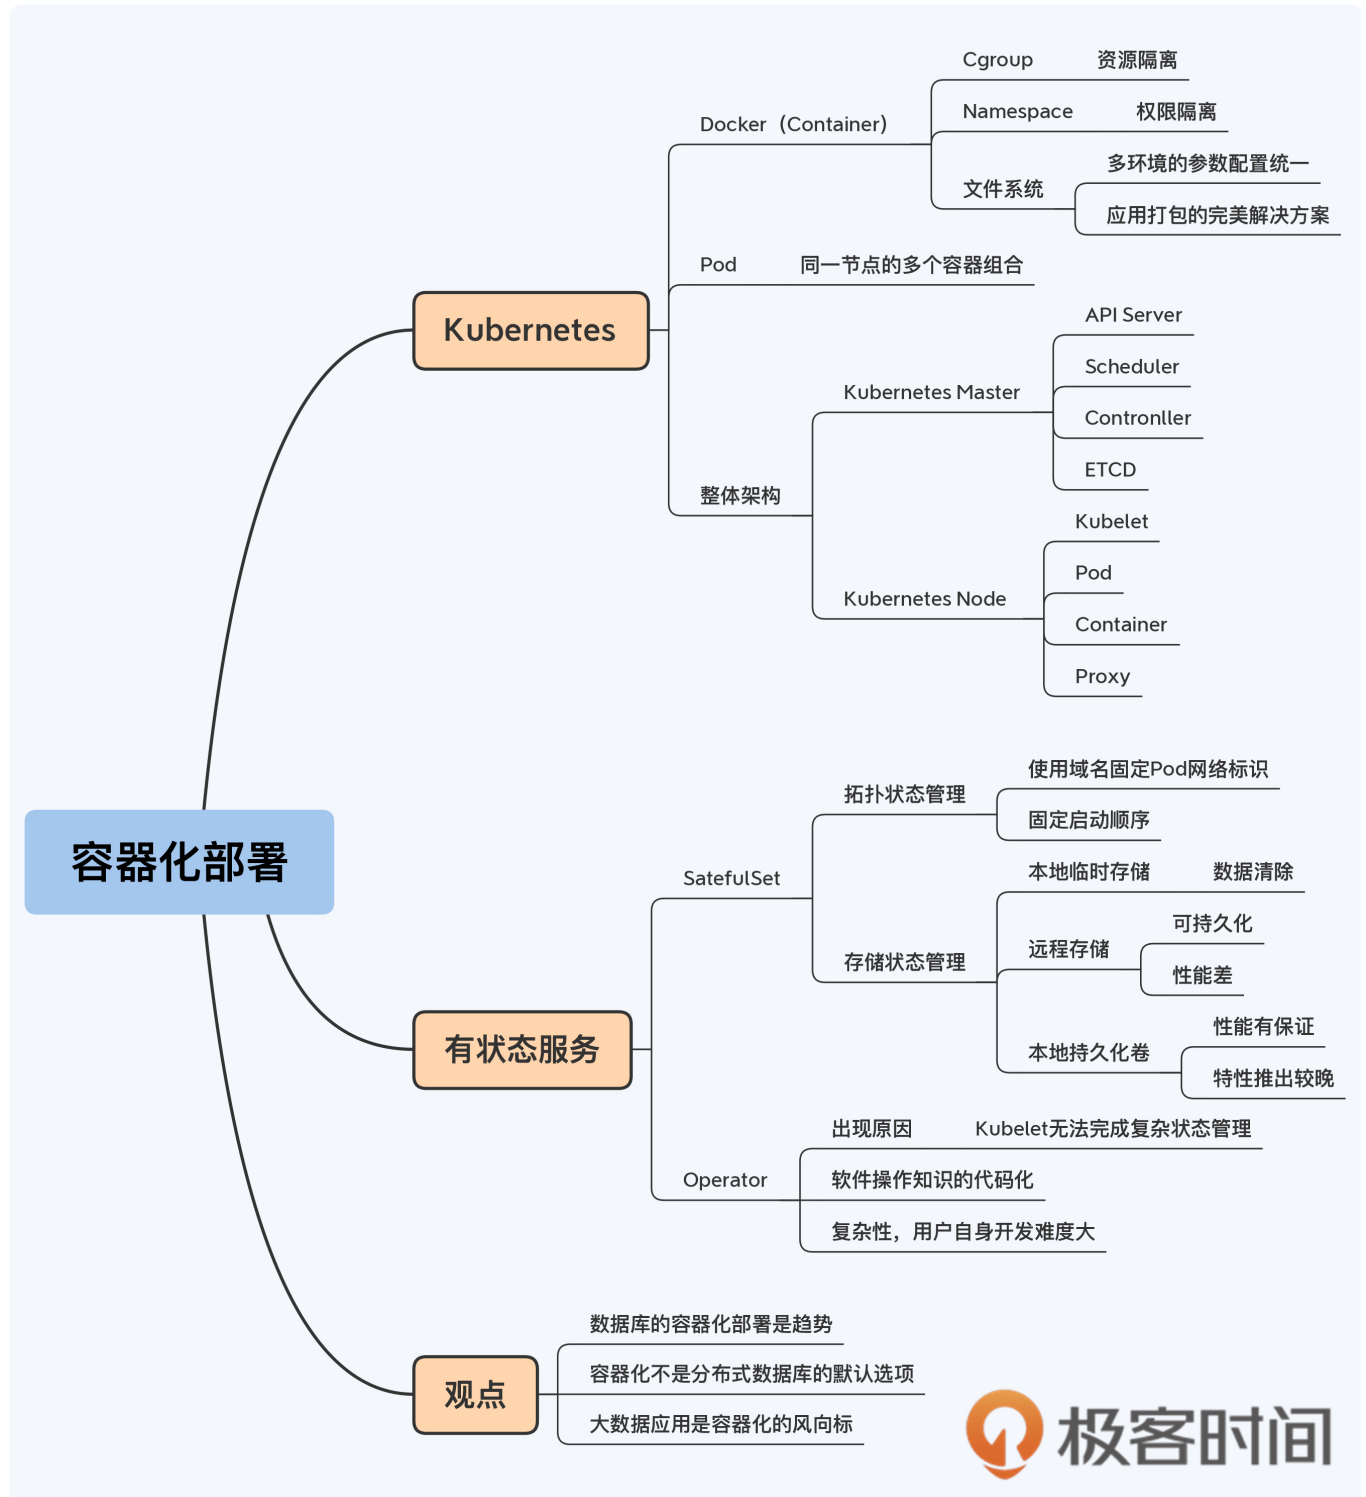 容器化部署
Kubernetes
Docker（Container）
Cgroup
资源隔离
Namespace
权限隔离
文件系统
多环境的参数配置统一
应用打包的完美解决方案
Pod
同一节点的多个容器组合
整体架构
Kubernetes Master
API Server
Scheduler
Contronller
ETCD
Kubernetes Node
Kubelet
Pod
Container
Proxy
有状态服务
SatefulSet
拓扑状态管理
使用域名固定Pod网络标识
固定启动顺序
存储状态管理
本地临时存储
数据清除
远程存储
可持久化
性能差
本地持久化卷
性能有保证
特性推出较晚
Operator
出现原因
Kubelet无法完成复杂状态管理
软件操作知识的代码化
复杂性，用户自身开发难度大
观点
数据库的容器化部署是趋势
容器化不是分布式数据库的默认选项
大数据应用是容器化的风向标
极客时间